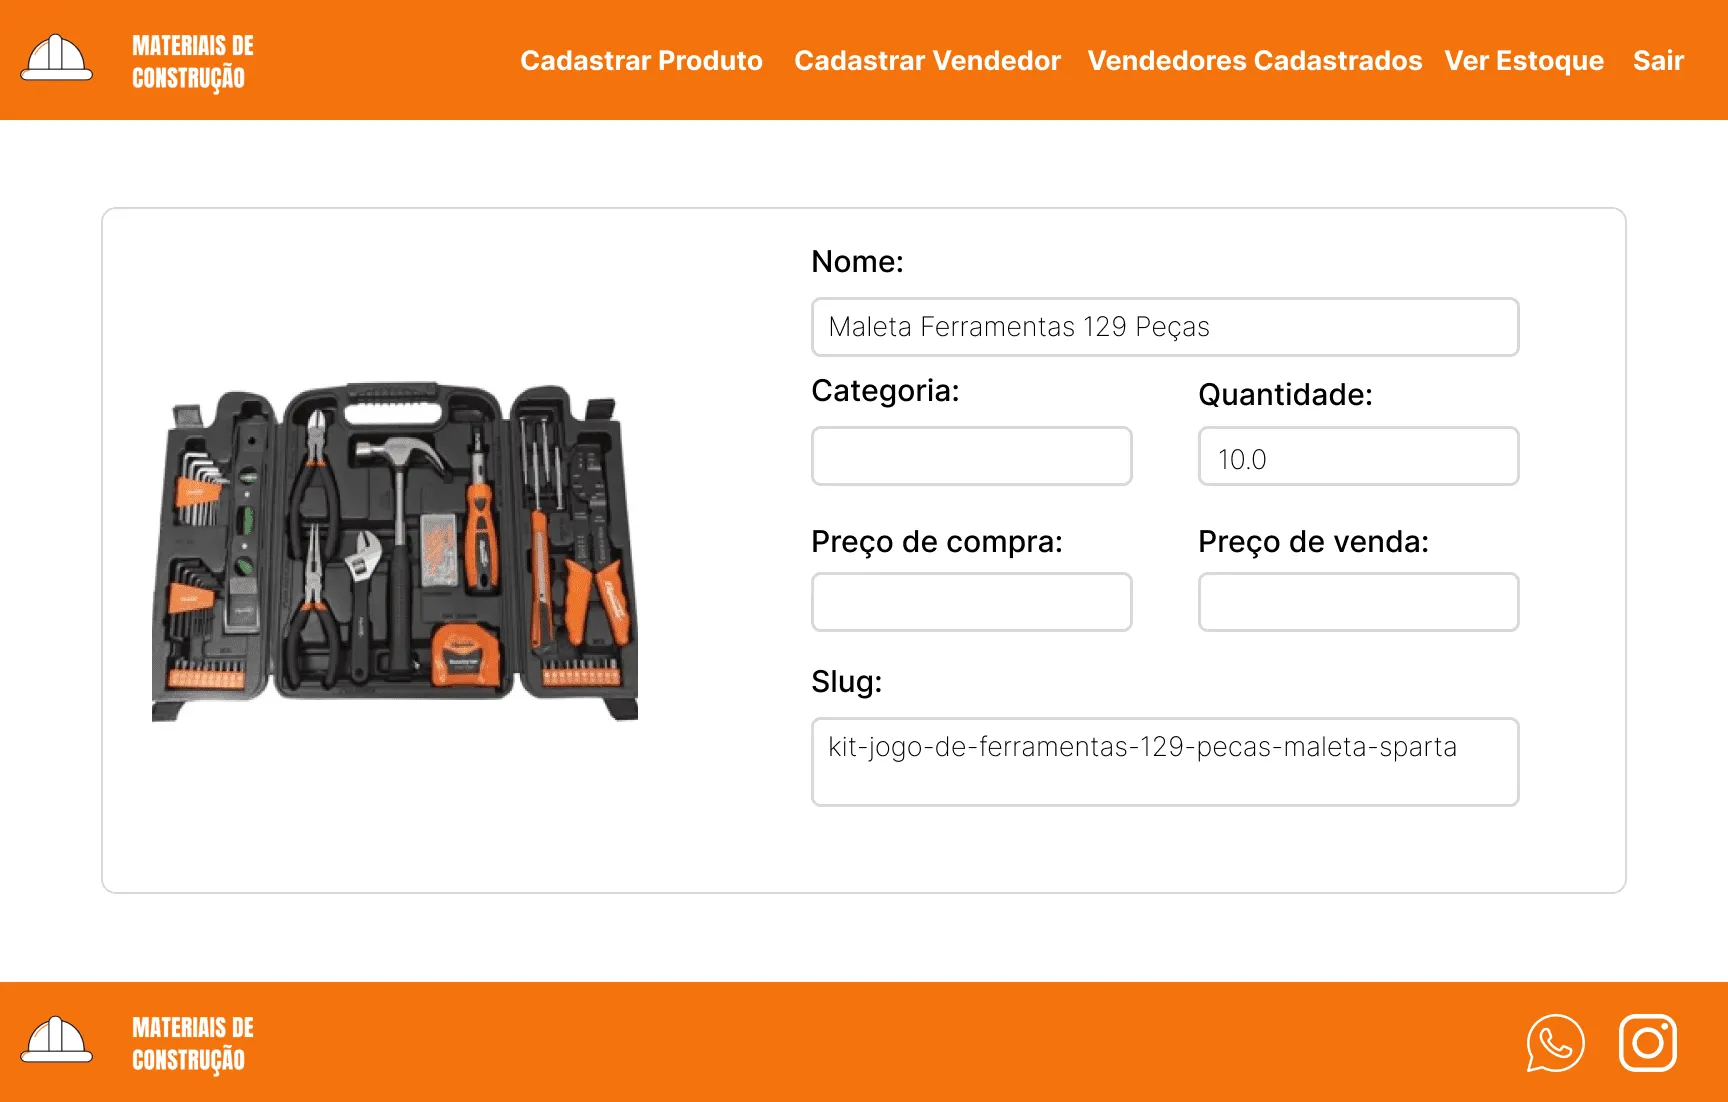 MATERIAIS DE
CONSTRUÇÃO
Cadastrar Produto Cadastrar Vendedor Vendedores Cadastrados Ver Estoque Sair
Nome:
Maleta Ferramentas 129 Peças
Categoria: Quantidade:
10.0
Preço de compra: Preço de venda:
Slug:
kit-jogo-de-ferramentas-129-pecas-maleta-sparta
MATERIAIS DE
CONSTRUÇÃO